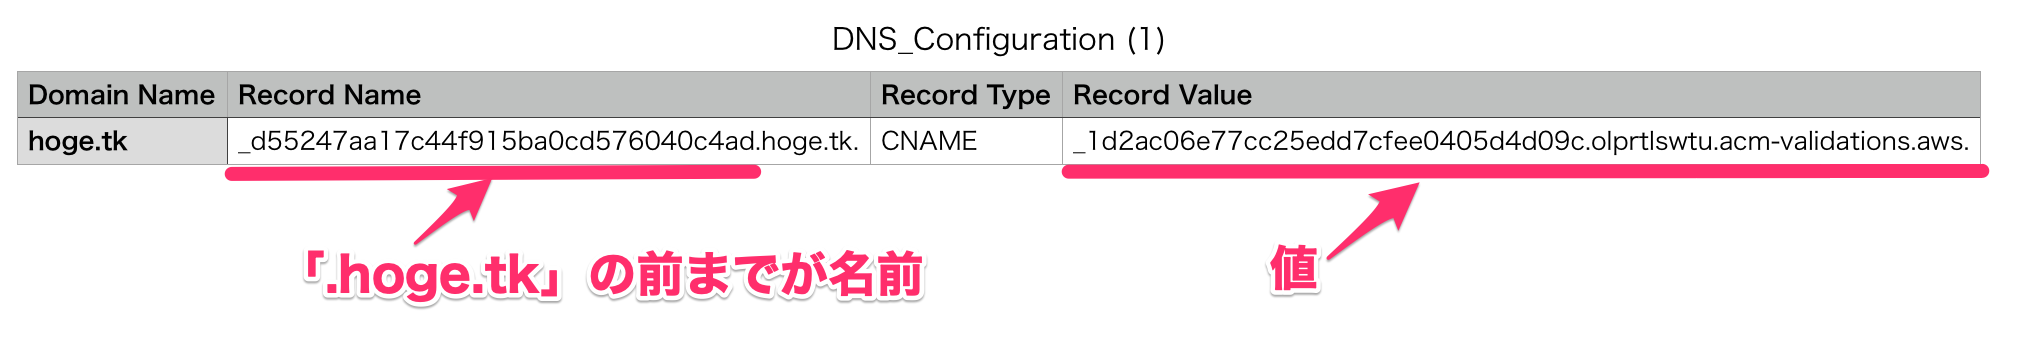 DNS_Configuration (1)
Domain Name Record Name Record Type Record Value
hoge.tk _d55247aa17c44f915ba0cd576040c4ad.hoge.tk. CNAME _1d2ac06e77cc25edd7cfee0405d4d09c.olprtlswtu.acm-validations.aws.
「.hoge.tk」の前までが名前 値